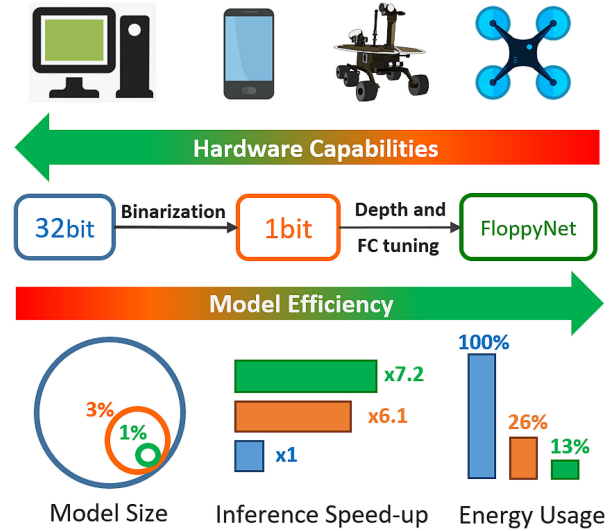 Hardware Capabilities
32bit
Binarization
1bit
Depth and
FC tuning
FloppyNet
Model Efficiency
3%
1%
Model Size
x7.2
x6.1
x1
Inference Speed-up
100%
26%
13%
Energy Usage